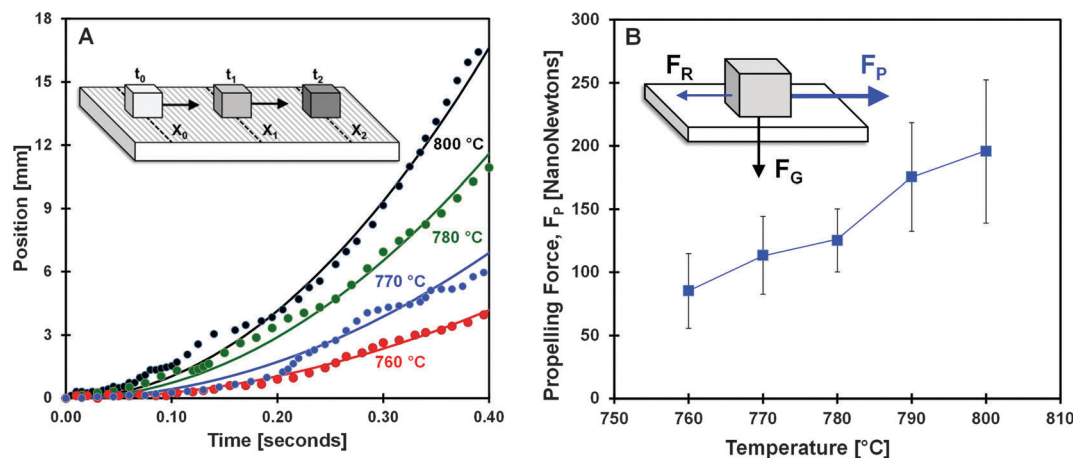 A
18
15
12
9
6
3
0
Position [mm]
t0
t1
t2
X0
X1
X2
800 °C
780 °C
770 °C
760 °C
0.00
0.10
0.20
0.30
0.40
Time [seconds]
B
300
250
200
150
100
50
0
Propelling Force, FP [NanoNewtons]
FR
FP
FG
750
760
770
780
790
800
810
Temperature [°C]